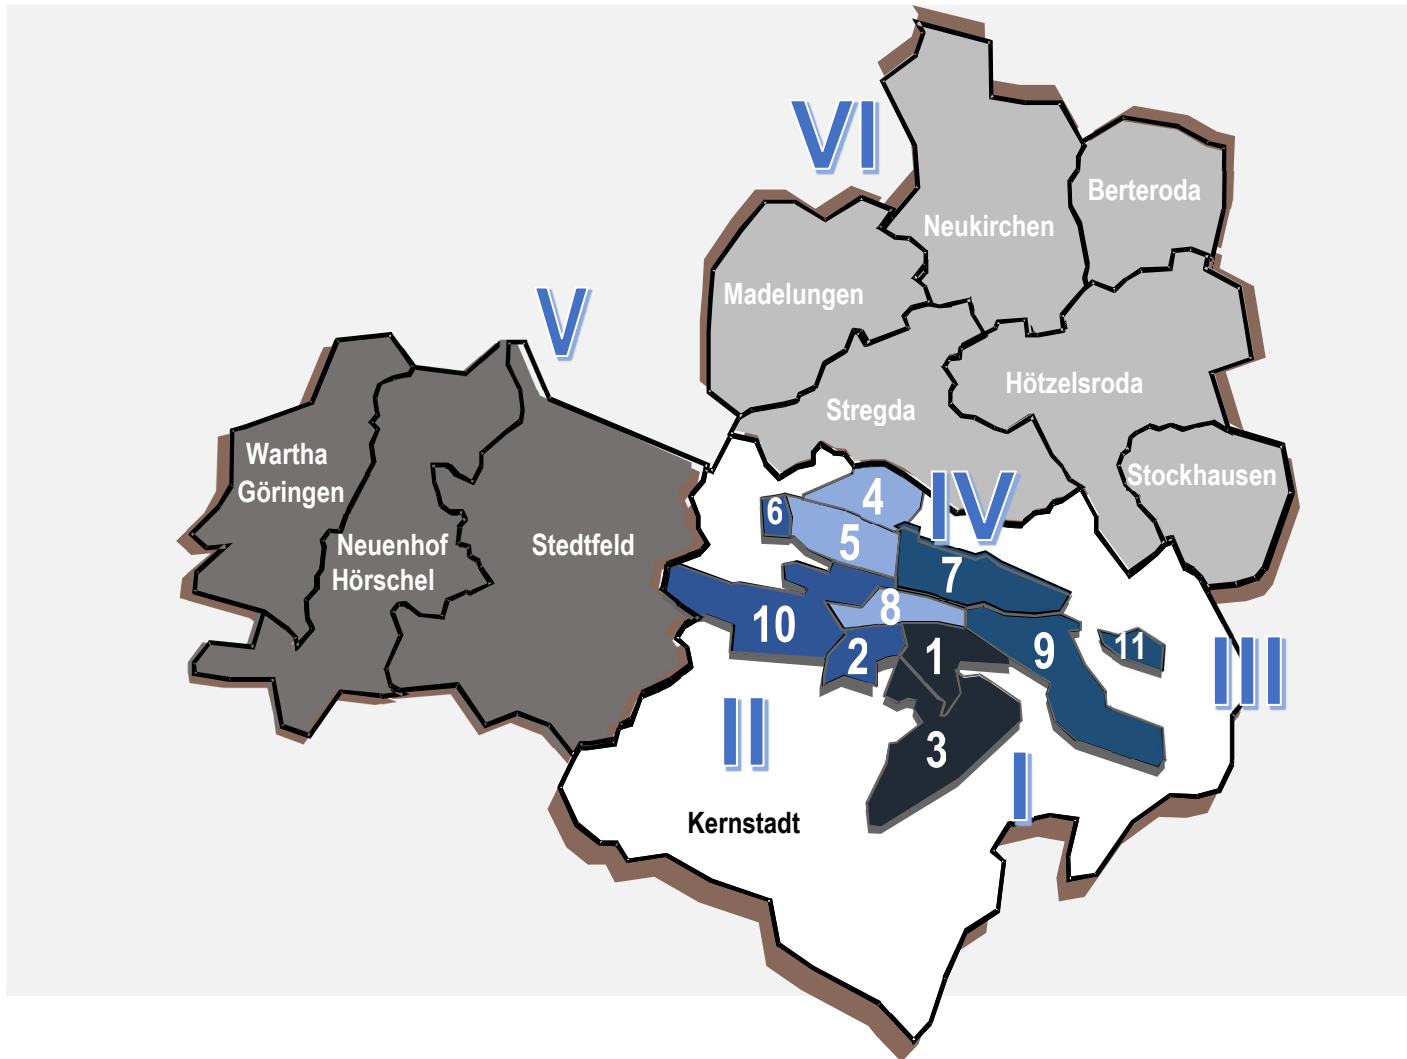 VI
Berteroda
Neukirchen
Madelungen
V
Hötzelsroda
Stregda
Wartha
Göringen
Stockhausen
IV
4
6
5
Neuenhof
Hörschel
Stedtfeld
7
8
10
2
1
9
11
III
II
3
I
Kernstadt